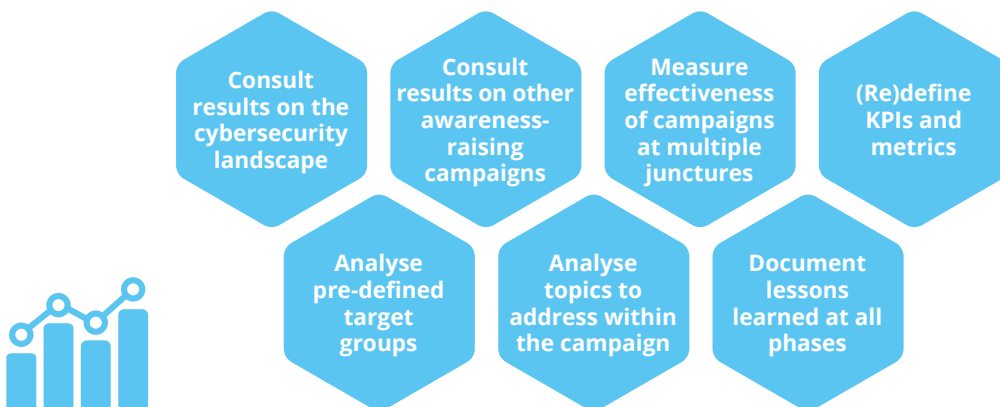 Consult
results on the
cybersecurity
landscape
Consult
results on other
awareness-
raising
campaigns
Measure
effectiveness
of campaigns
at multiple
junctures
(Re)define
KPIs and
metrics
Analyse
pre-defined
target
groups
Analyse
topics to
address within
the campaign
Document
lessons
learned at all
phases